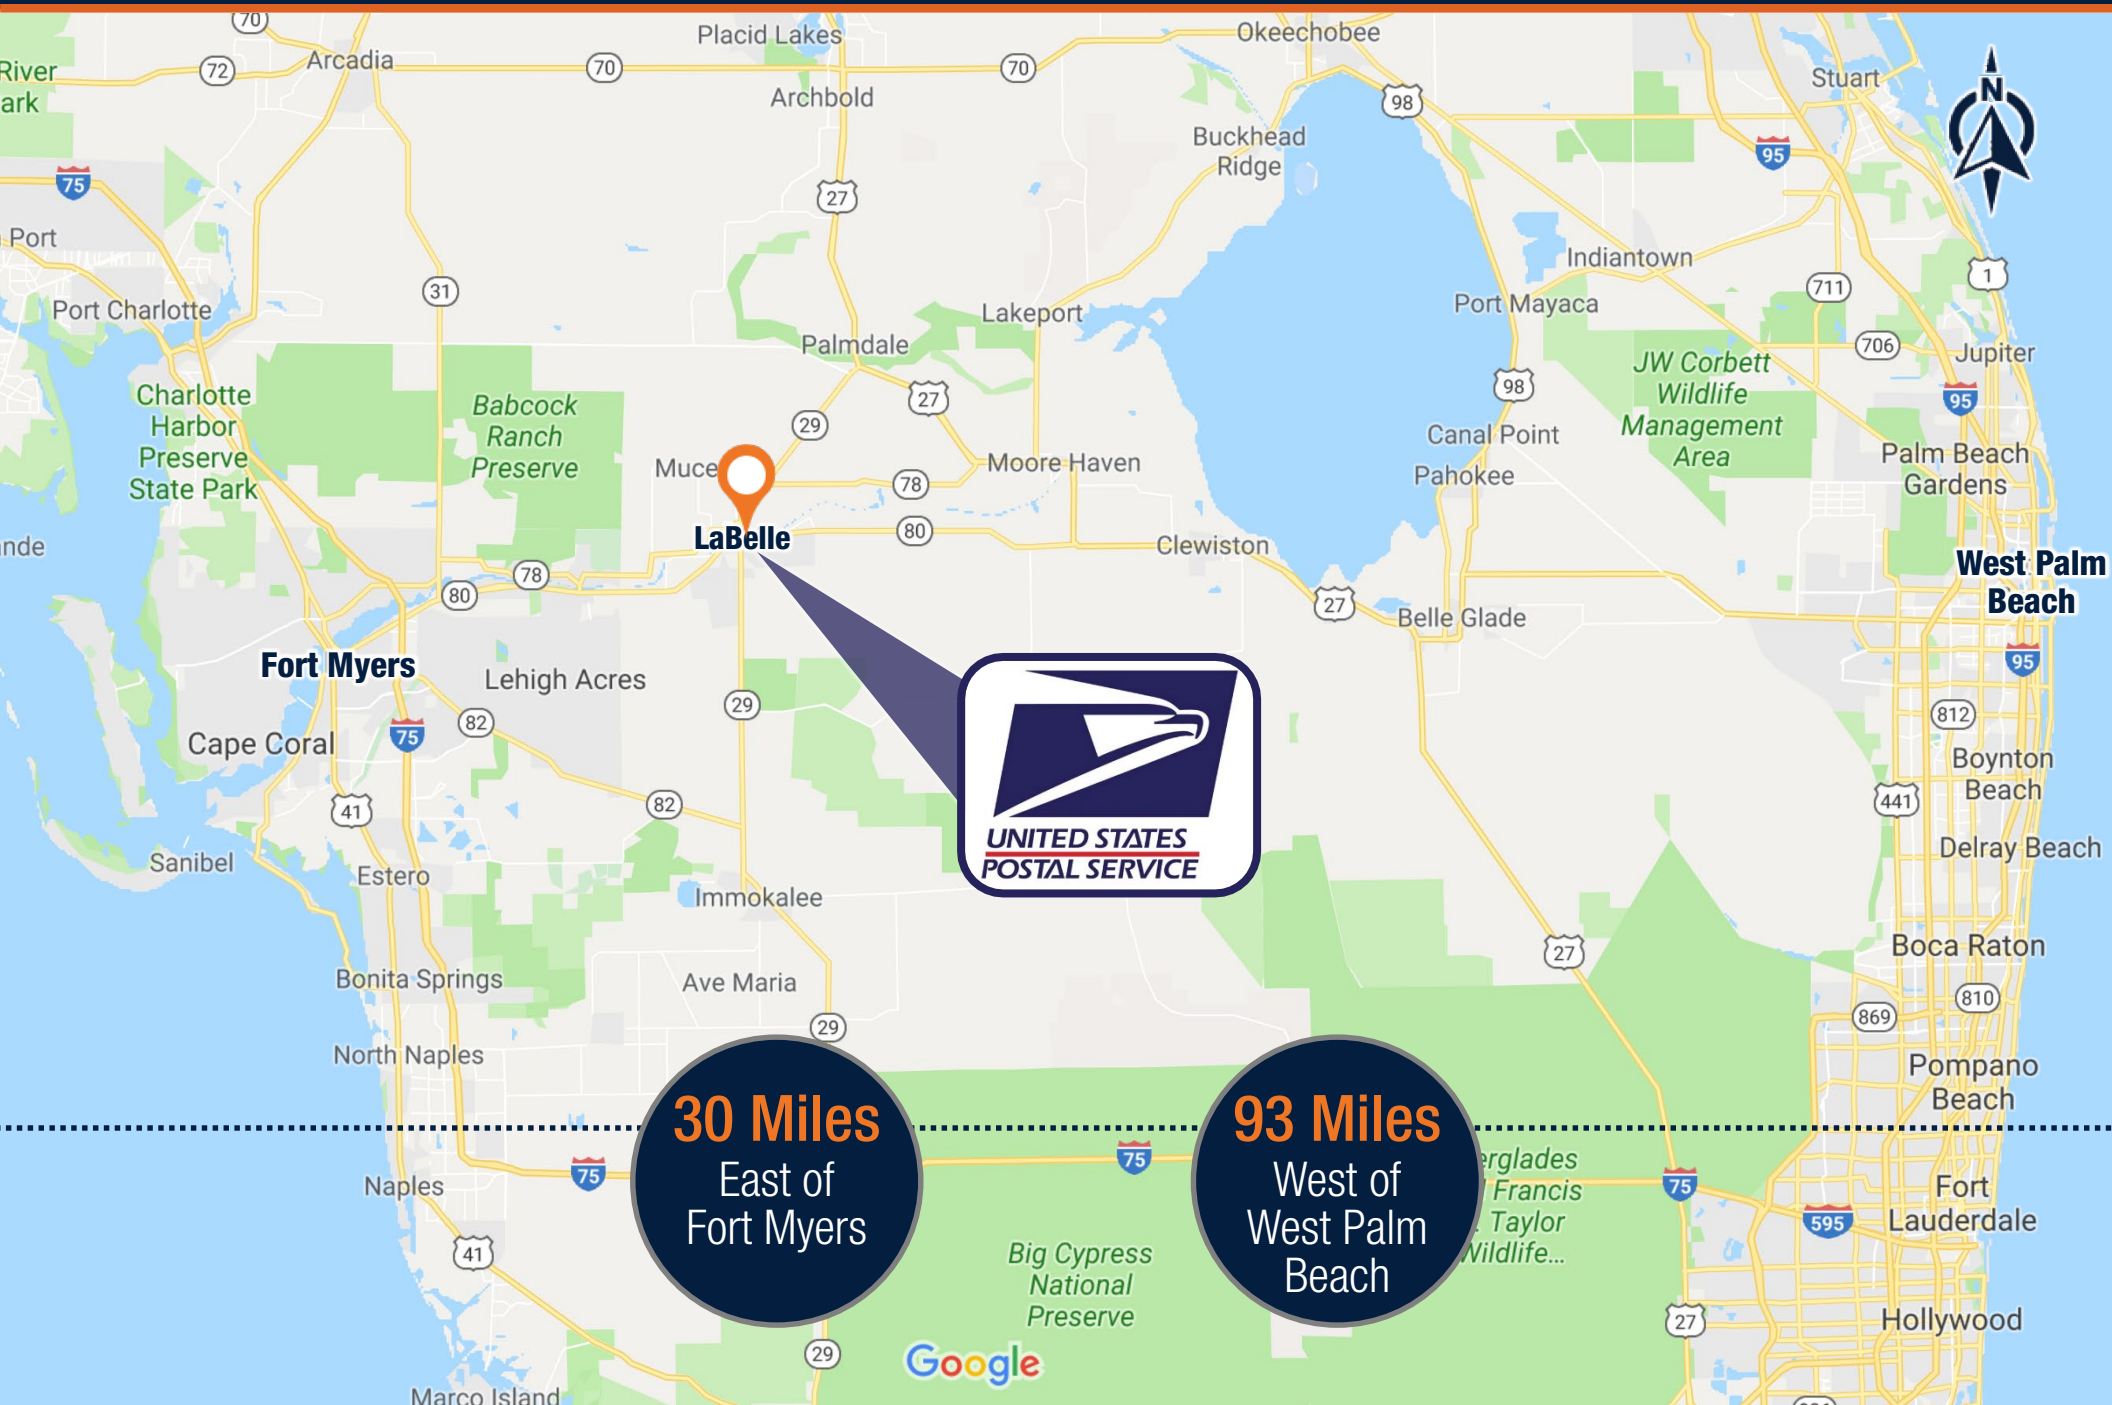 70
Placid Lakes
Okeechobee
River
ark
72
Arcadia
70
70
Archbold
98
Stuart
N
Buckhead
Ridge
95
75
27
Port
Indiantown
1
31
711
Port Charlotte
Lakeport
Port Mayaca
Palmdale
706
Jupiter
JW Corbett
Wildlife
Management
Area
98
95
Charlotte
Harbor
Preserve
State Park
Babcock
Ranch
Preserve
27
29
Canal Point
Palm Beach
Gardens
Muce
Moore Haven
Pahokee
78
LaBelle
80
Clewiston
nde
West Palm
Beach
78
80
27
Belle Glade
Fort Myers
Lehigh Acres
95
29
82
75
812
Cape Coral
Boynton
Beach
41
82
441
UNITED STATES
POSTAL SERVICE
Sanibel
Estero
Delray Beach
Immokalee
27
Boca Raton
Bonita Springs
Ave Maria
810
29
869
North Naples
Pompano
Beach
30 Miles
East of
Fort Myers
93 Miles
West of
West Palm
Beach
75
75
erglades
Francis
. Taylor
Wildlife...
75
Naples
Fort
Lauderdale
595
41
Big Cypress
National
Preserve
27
Hollywood
29
Google
Marco Island